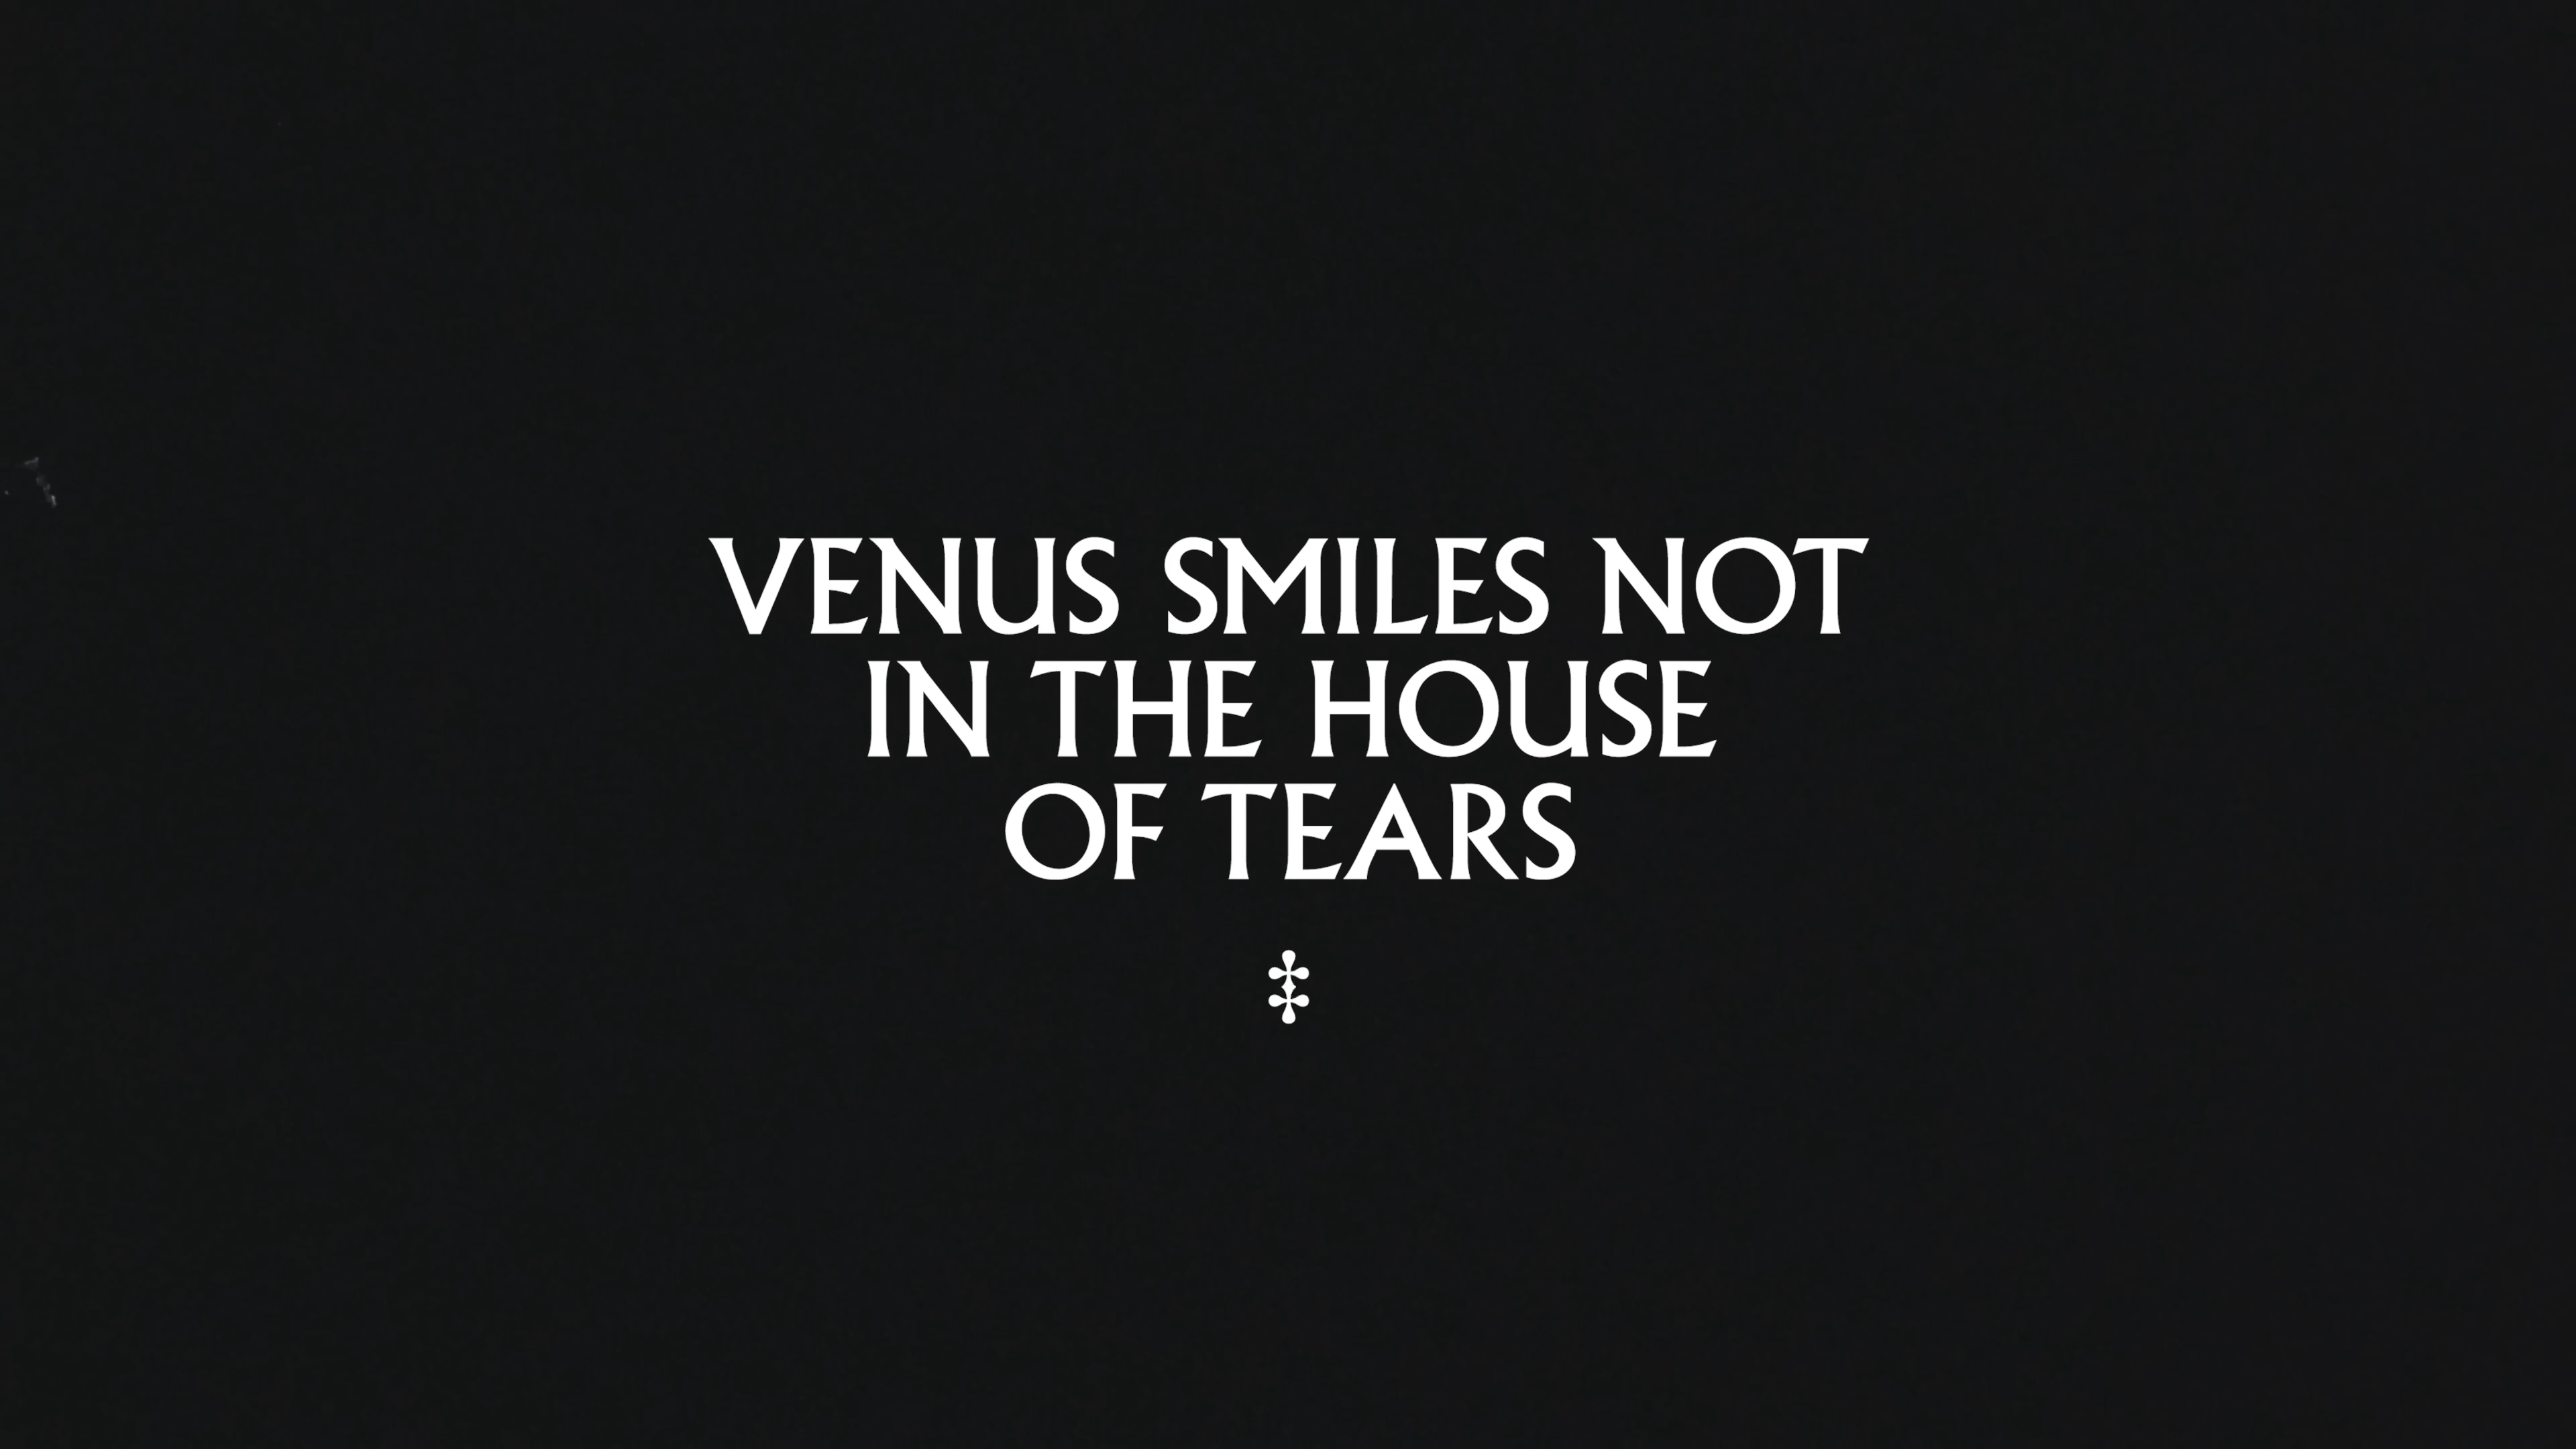 VENUS SMILES NOT
IN THE HOUSE
OF TEARS
‡